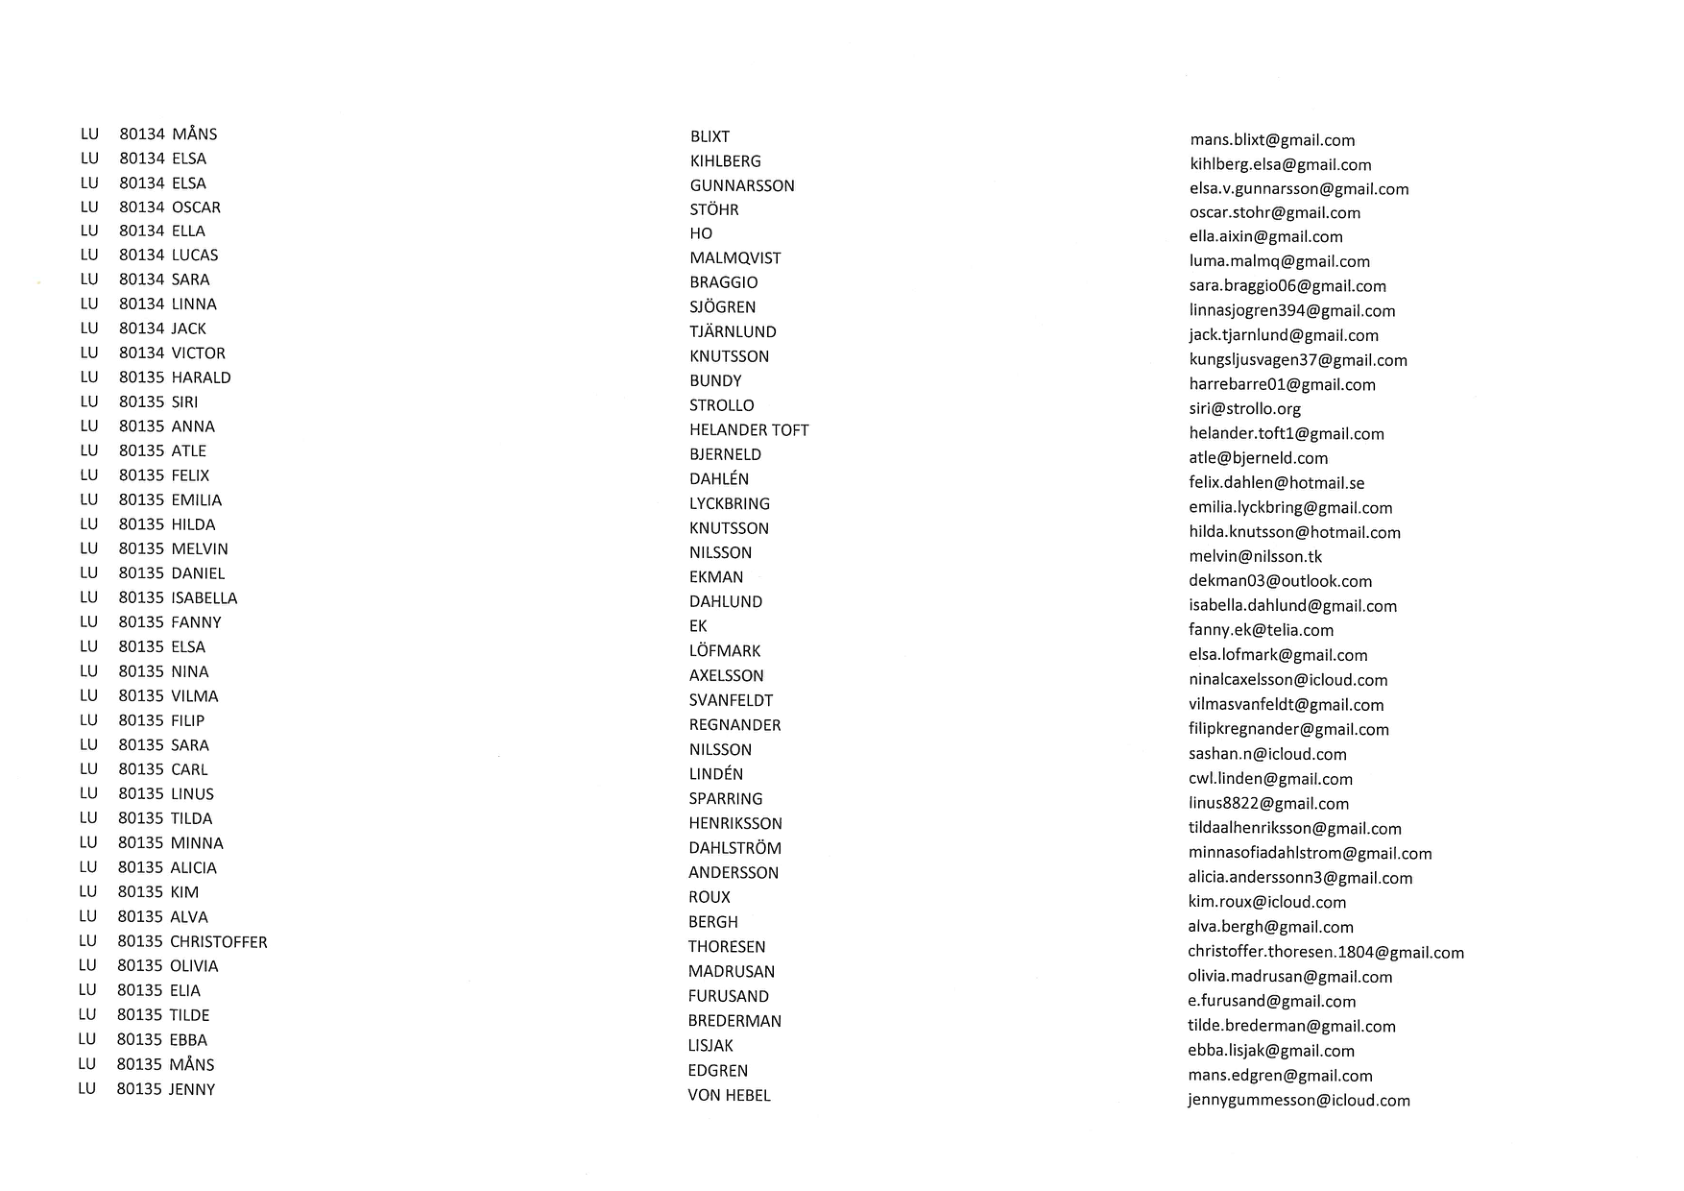 LU 80134 MÅNS BLIXT mans.blixt@gmail.com
LU 80134 ELSA KIHLBERG kihlberg.elsa@gmail.com
LU 80134 ELSA GUNNARSSON elsa.v.gunnarsson@gmail.com
LU 80134 OSCAR STÖHR oscar.stohr@gmail.com
LU 80134 ELLA HO ella.aixin@gmail.com
LU 80134 LUCAS MALMQVIST luma.malmq@gmail.com
LU 80134 SARA BRAGGIO sara.braggio06@gmail.com
LU 80134 LINNA SJÖGREN linnasjogren394@gmail.com
LU 80134 JACK TJÄRNLUND jack.tjarnlund@gmail.com
LU 80134 VICTOR KNUTSSON kungsljusvagen37@gmail.com
LU 80135 HARALD BUNDY harrebarre01@gmail.com
LU 80135 SIRI STROLLO siri@strollo.org
LU 80135 ANNA HELANDER TOFT helander.toft1@gmail.com
LU 80135 ATLE BJERNELD atle@bjerneld.com
LU 80135 FELIX DAHLÉN felix.dahlen@hotmail.se
LU 80135 EMILIA LYCKBRING emilia.lyckbring@gmail.com
LU 80135 HILDA KNUTSSON hilda.knutsson@hotmail.com
LU 80135 MELVIN NILSSON melvin@nilsson.tk
LU 80135 DANIEL EKMAN dekman03@outlook.com
LU 80135 ISABELLA DAHLUND isabella.dahlund@gmail.com
LU 80135 FANNY EK fanny.ek@telia.com
LU 80135 ELSA LÖFMARK elsa.lofmark@gmail.com
LU 80135 NINA AXELSSON ninalcaxelsson@icloud.com
LU 80135 VILMA SVANFELDT vilmasvanfeldt@gmail.com
LU 80135 FILIP REGNANDER filipkregnander@gmail.com
LU 80135 SARA NILSSON sashan.n@icloud.com
LU 80135 CARL LINDÉN cwl.linden@gmail.com
LU 80135 LINUS SPARRING linus8822@gmail.com
LU 80135 TILDA HENRIKSSON tildaalhenriksson@gmail.com
LU 80135 MINNA DAHLSTRÖM minnasofiadahlstrom@gmail.com
LU 80135 ALICIA ANDERSSON alicia.anderssonn3@gmail.com
LU 80135 KIM ROUX kim.roux@icloud.com
LU 80135 ALVA BERGH alva.bergh@gmail.com
LU 80135 CHRISTOFFER THORESEN christoffer.thoresen.1804@gmail.com
LU 80135 OLIVIA MADRUSAN olivia.madrusan@gmail.com
LU 80135 ELIA FURUSAND e.furusand@gmail.com
LU 80135 TILDE BREDERMAN tilde.brederman@gmail.com
LU 80135 EBBA LISJAK ebba.lisjak@gmail.com
LU 80135 MÅNS EDGREN mans.edgren@gmail.com
LU 80135 JENNY VON HEBEL jennygummesson@icloud.com